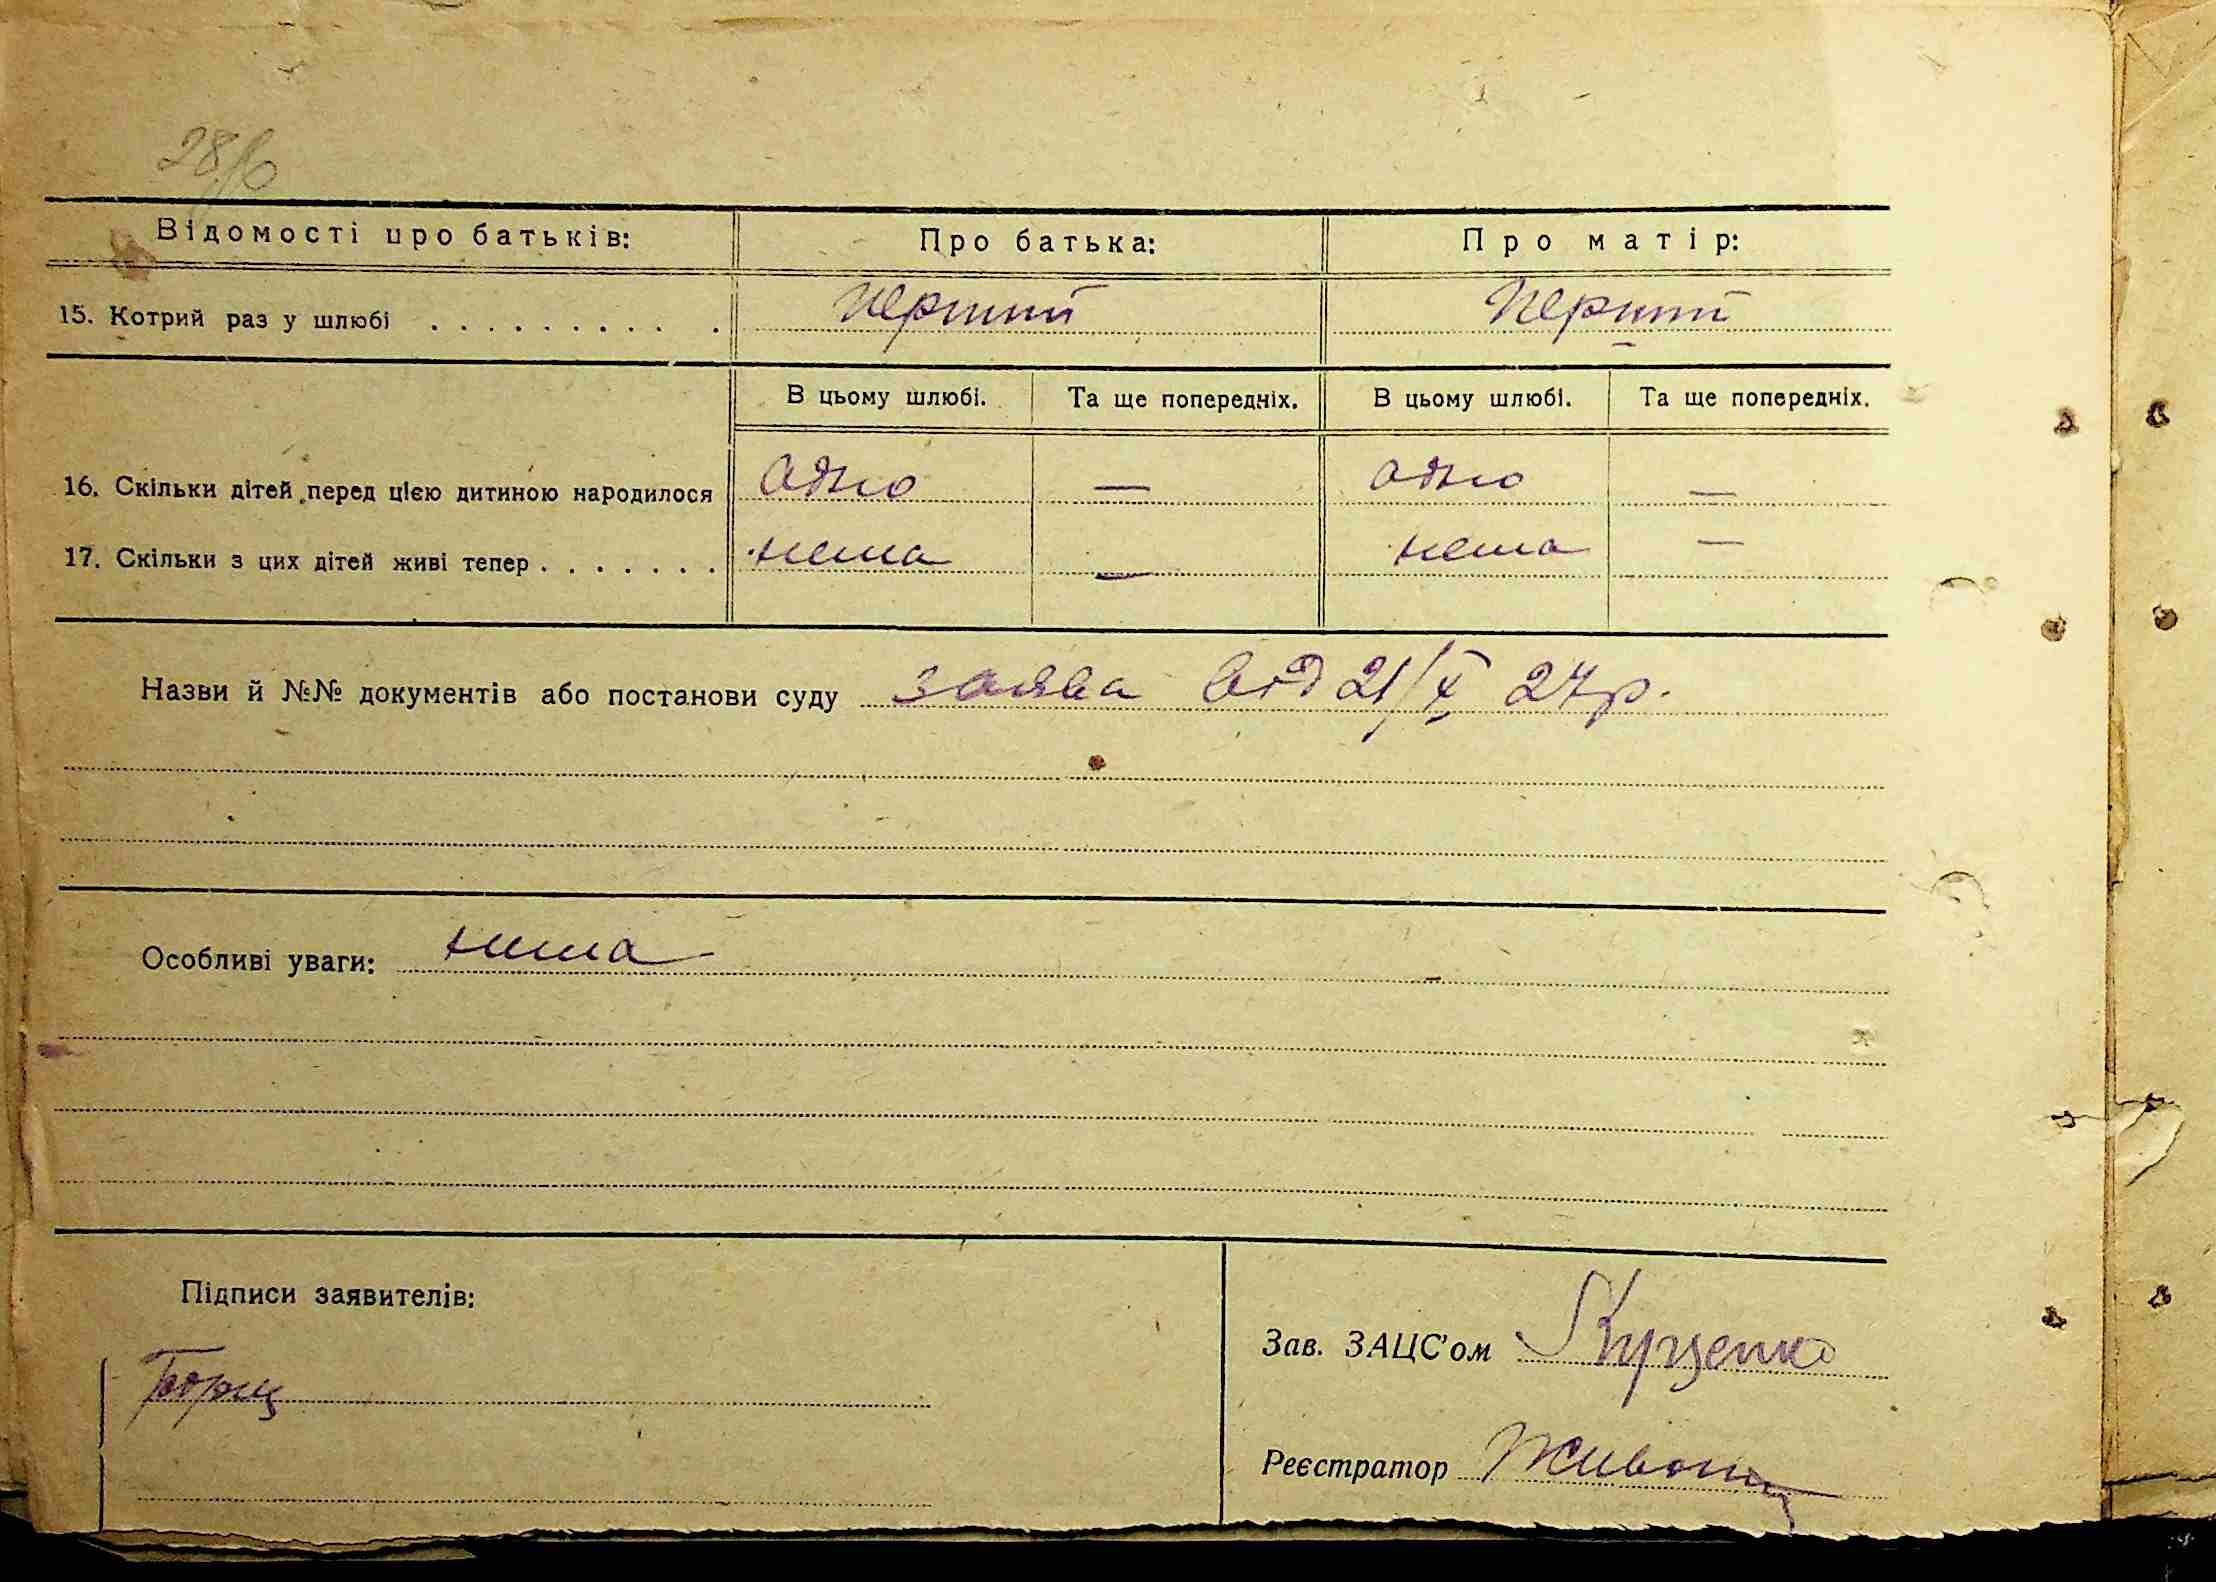 Відомості про батьків: Про батька: Про матір:
15. Котрий раз у шлюбі . . . . . . . . . . перший перший
В цьому шлюбі. Та ще попередніх. В цьому шлюбі. Та ще попередніх.
16. Скільки дітей перед цією дитиною народилося одно — одно —
17. Скільки з цих дітей живі тепер . . . . . . . нема — нема —
Назви й №№ документів або постанови суду заява від 21/X 27 р.
Особливі уваги: нема
Підписи заявителів:
Зав. ЗАЦС'ом Куценко
Реєстратор